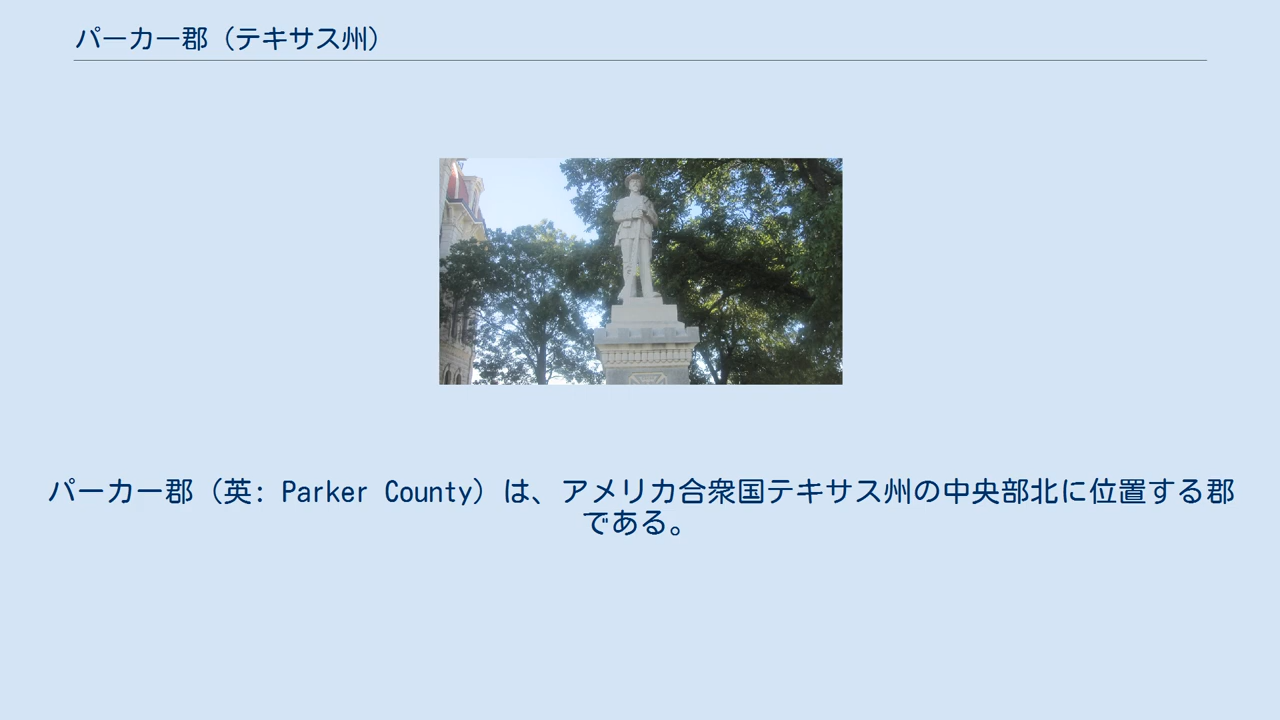 パーカー郡（テキサス州）
パーカー郡（英: Parker County）は、アメリカ合衆国テキサス州の中央部北に位置する郡
である。